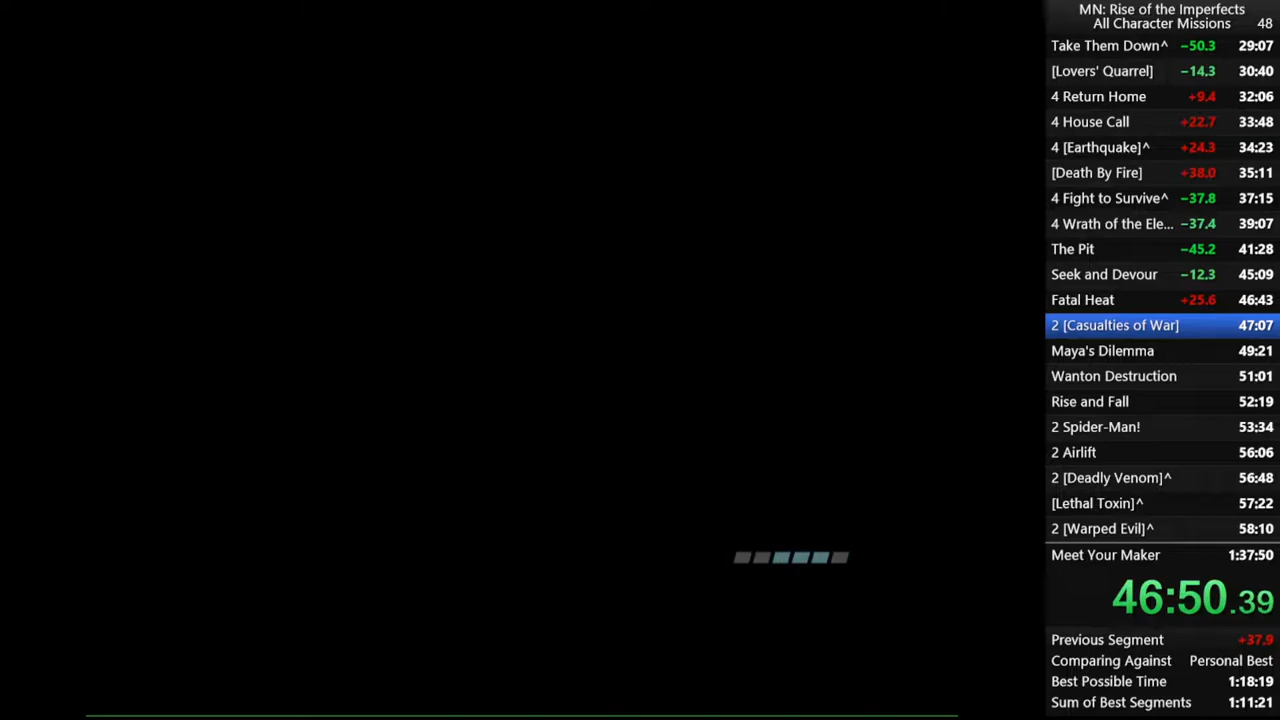 MN: Rise of the Imperfects
All Character Missions 48
Take Them Down^ −50.3 29:07
[Lovers' Quarrel] −14.3 30:40
4 Return Home +9.4 32:06
4 House Call +22.7 33:48
4 [Earthquake]^ +24.3 34:23
[Death By Fire] +38.0 35:11
4 Fight to Survive^ −37.8 37:15
4 Wrath of the Ele... −37.4 39:07
The Pit −45.2 41:28
Seek and Devour −12.3 45:09
Fatal Heat +25.6 46:43
2 [Casualties of War] 47:07
Maya's Dilemma 49:21
Wanton Destruction 51:01
Rise and Fall 52:19
2 Spider-Man! 53:34
2 Airlift 56:06
2 [Deadly Venom]^ 56:48
[Lethal Toxin]^ 57:22
2 [Warped Evil]^ 58:10
Meet Your Maker 1:37:50
46:50.39
Previous Segment +37.9
Comparing Against Personal Best
Best Possible Time 1:18:19
Sum of Best Segments 1:11:21